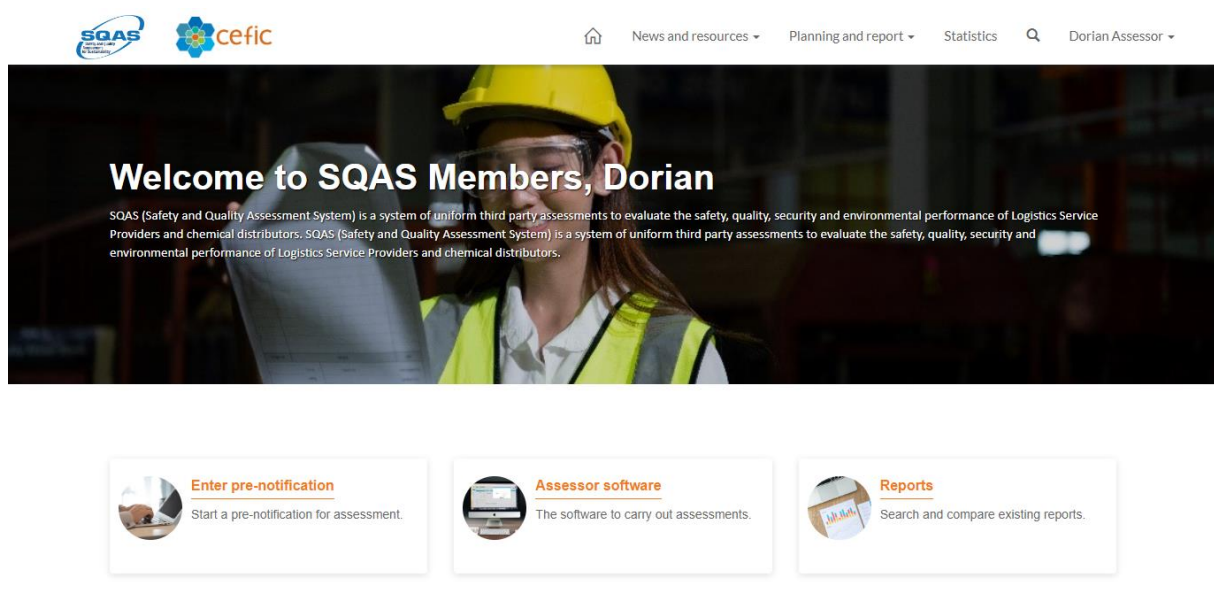 SQAS
cefic
News and resources
Planning and report
Statistics
Dorian Assessor
Welcome to SQAS Members, Dorian
SQAS (Safety and Quality Assessment System) is a system of uniform third party assessments to evaluate the safety, quality, security and environmental performance of Logistics Service
Providers and chemical distributors. SQAS (Safety and Quality Assessment System) is a system of uniform third party assessments to evaluate the safety, quality, security and
environmental performance of Logistics Service Providers and chemical distributors.
Enter pre-notification
Start a pre-notification for assessment.
Assessor software
The software to carry out assessments.
Reports
Search and compare existing reports.